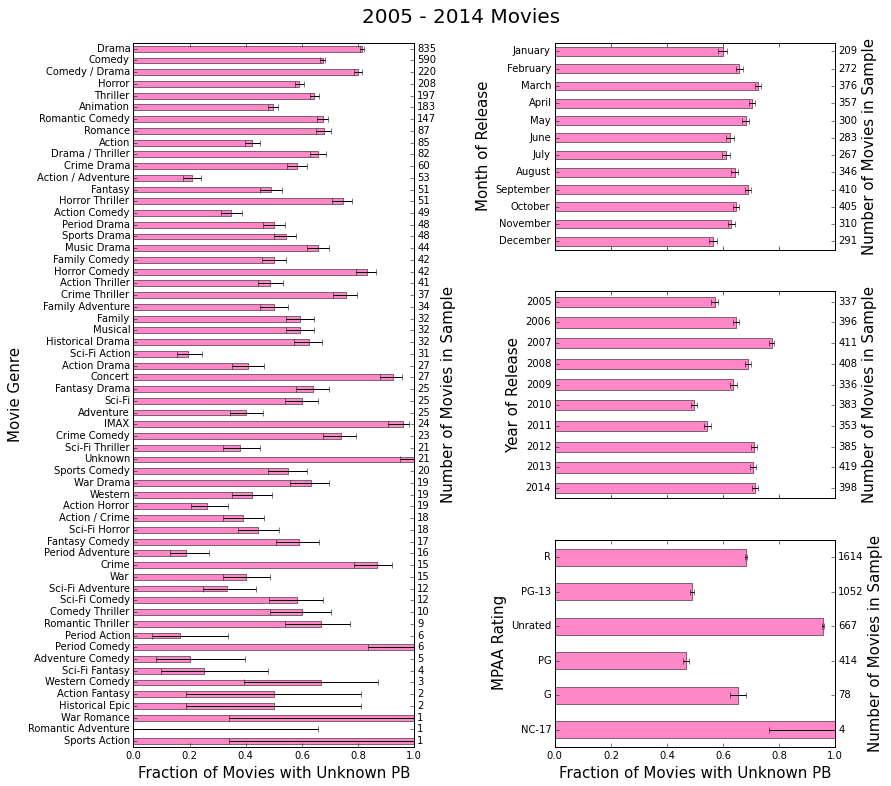 2005 - 2014 Movies
Movie Genre
Drama 835
Comedy 590
Comedy / Drama 220
Horror 208
Thriller 197
Animation 183
Romantic Comedy 147
Romance 87
Action 85
Drama / Thriller 82
Crime Drama 60
Action / Adventure 53
Fantasy 51
Horror Thriller 51
Action Comedy 49
Period Drama 48
Sports Drama 48
Music Drama 44
Family Comedy 42
Horror Comedy 42
Action Thriller 41
Crime Thriller 37
Family Adventure 34
Family 32
Musical 32
Historical Drama 32
Sci-Fi Action 31
Action Drama 27
Concert 27
Fantasy Drama 25
Sci-Fi 25
Adventure 25
IMAX 24
Crime Comedy 23
Sci-Fi Thriller 21
Unknown 21
Sports Comedy 20
War Drama 19
Western 19
Action Horror 19
Action / Crime 18
Sci-Fi Horror 18
Fantasy Comedy 17
Period Adventure 16
Crime 15
War 15
Sci-Fi Adventure 12
Sci-Fi Comedy 12
Comedy Thriller 10
Romantic Thriller 9
Period Action 6
Period Comedy 6
Adventure Comedy 5
Sci-Fi Fantasy 4
Western Comedy 3
Action Fantasy 2
Historical Epic 2
War Romance 1
Romantic Adventure 1
Sports Action 1
0.0 0.2 0.4 0.6 0.8 1.0
Fraction of Movies with Unknown PB
Number of Movies in Sample
Month of Release
January 209
February 272
March 376
April 357
May 300
June 283
July 267
August 346
September 410
October 405
November 310
December 291
Number of Movies in Sample
Year of Release
2005 337
2006 396
2007 411
2008 408
2009 336
2010 383
2011 353
2012 385
2013 419
2014 398
Number of Movies in Sample
MPAA Rating
R 1614
PG-13 1052
Unrated 667
PG 414
G 78
NC-17 4
0.0 0.2 0.4 0.6 0.8 1.0
Fraction of Movies with Unknown PB
Number of Movies in Sample